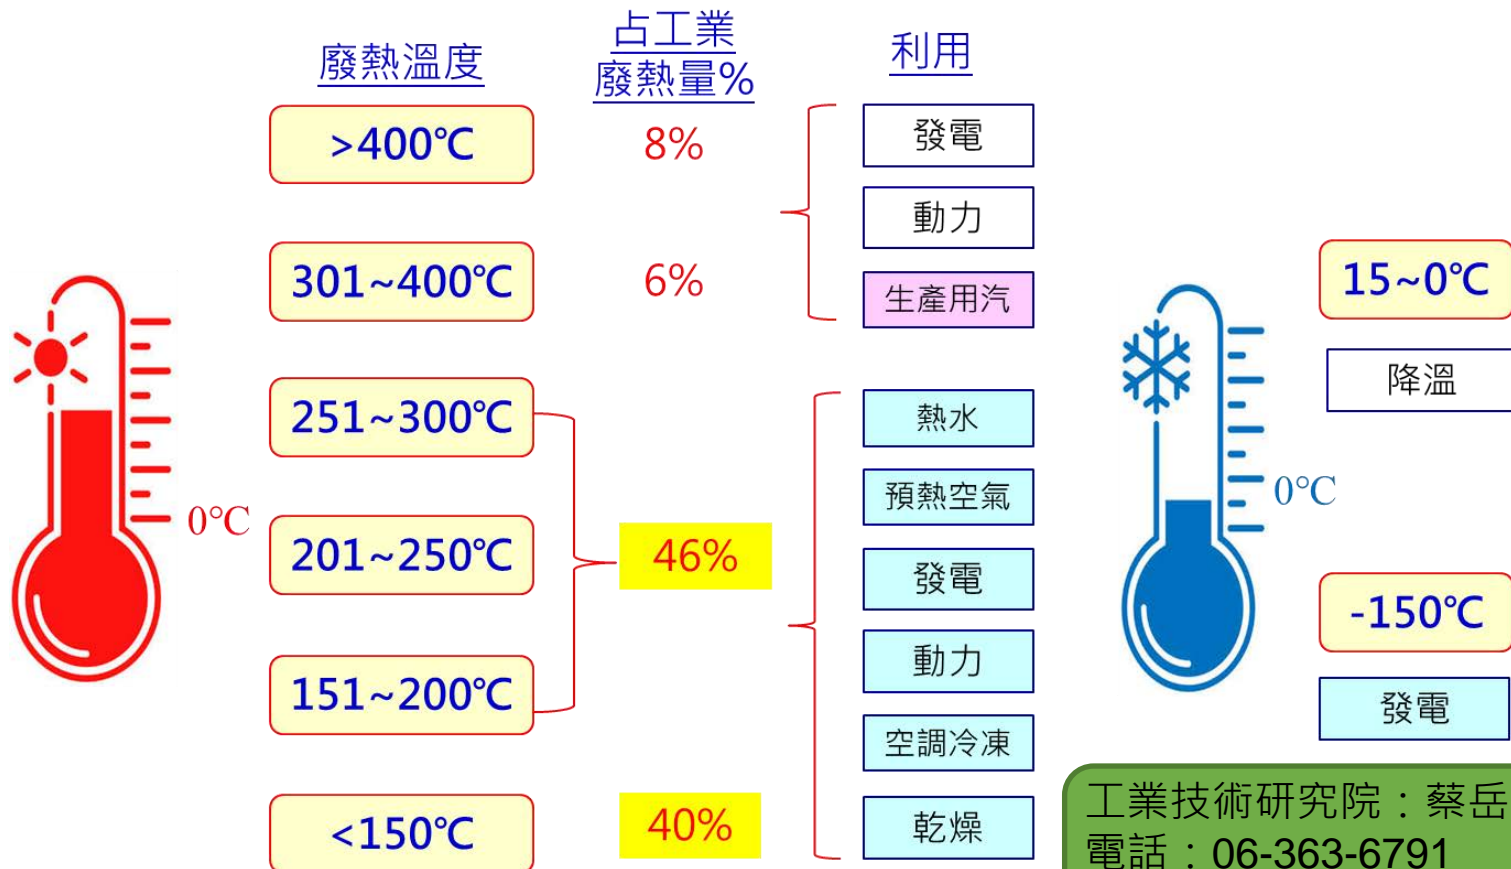 廢熱溫度
占工業
廢熱量%
利用
>400℃
8%
發電
動力
301~400℃
6%
生產用汽
251~300℃
熱水
預熱空氣
201~250℃
46%
發電
動力
151~200℃
空調冷凍
<150℃
40%
乾燥
0℃
0℃
15~0℃
降溫
-150℃
發電
工業技術研究院：蔡岳
電話：06-363-6791